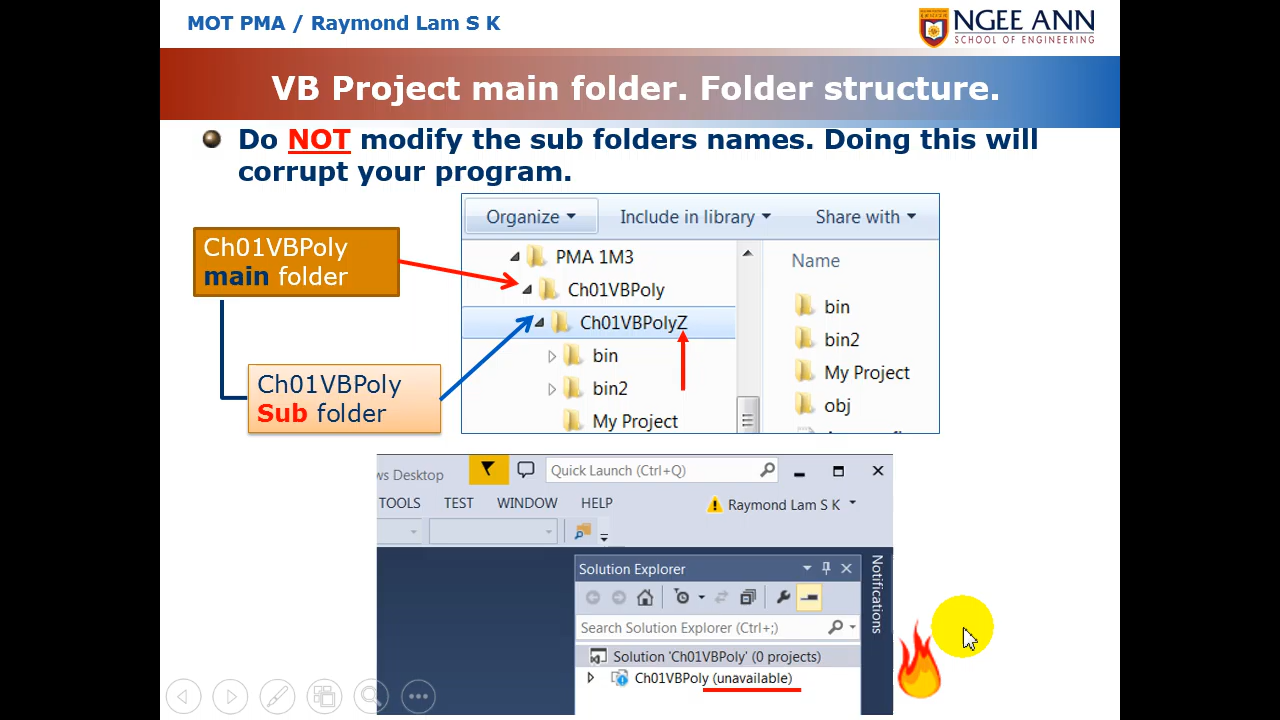 MOT PMA / Raymond Lam S K
NGEE ANN
SCHOOL OF ENGINEERING
VB Project main folder. Folder structure.
Do NOT modify the sub folders names. Doing this will
corrupt your program.
Ch01VBPoly
main folder
Ch01VBPoly
Sub folder
Organize
Include in library
Share with
PMA 1M3
Ch01VBPoly
Ch01VBPolyZ
bin
bin2
My Project
Name
bin
bin2
My Project
obj
ws Desktop
Quick Launch (Ctrl+Q)
TOOLS
TEST
WINDOW
HELP
Raymond Lam S K
Solution Explorer
Notifications
Search Solution Explorer (Ctrl+;)
Solution 'Ch01VBPoly' (0 projects)
Ch01VBPoly (unavailable)